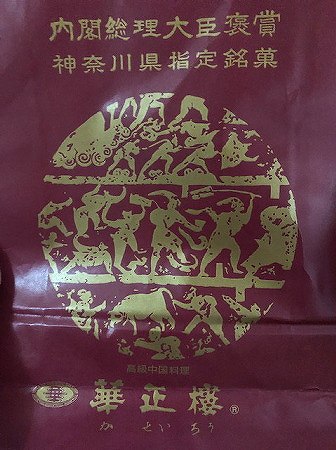 内閣総理大臣褒賞
神奈川県指定銘菓
高級中国料理
華正樓®
かせいろう